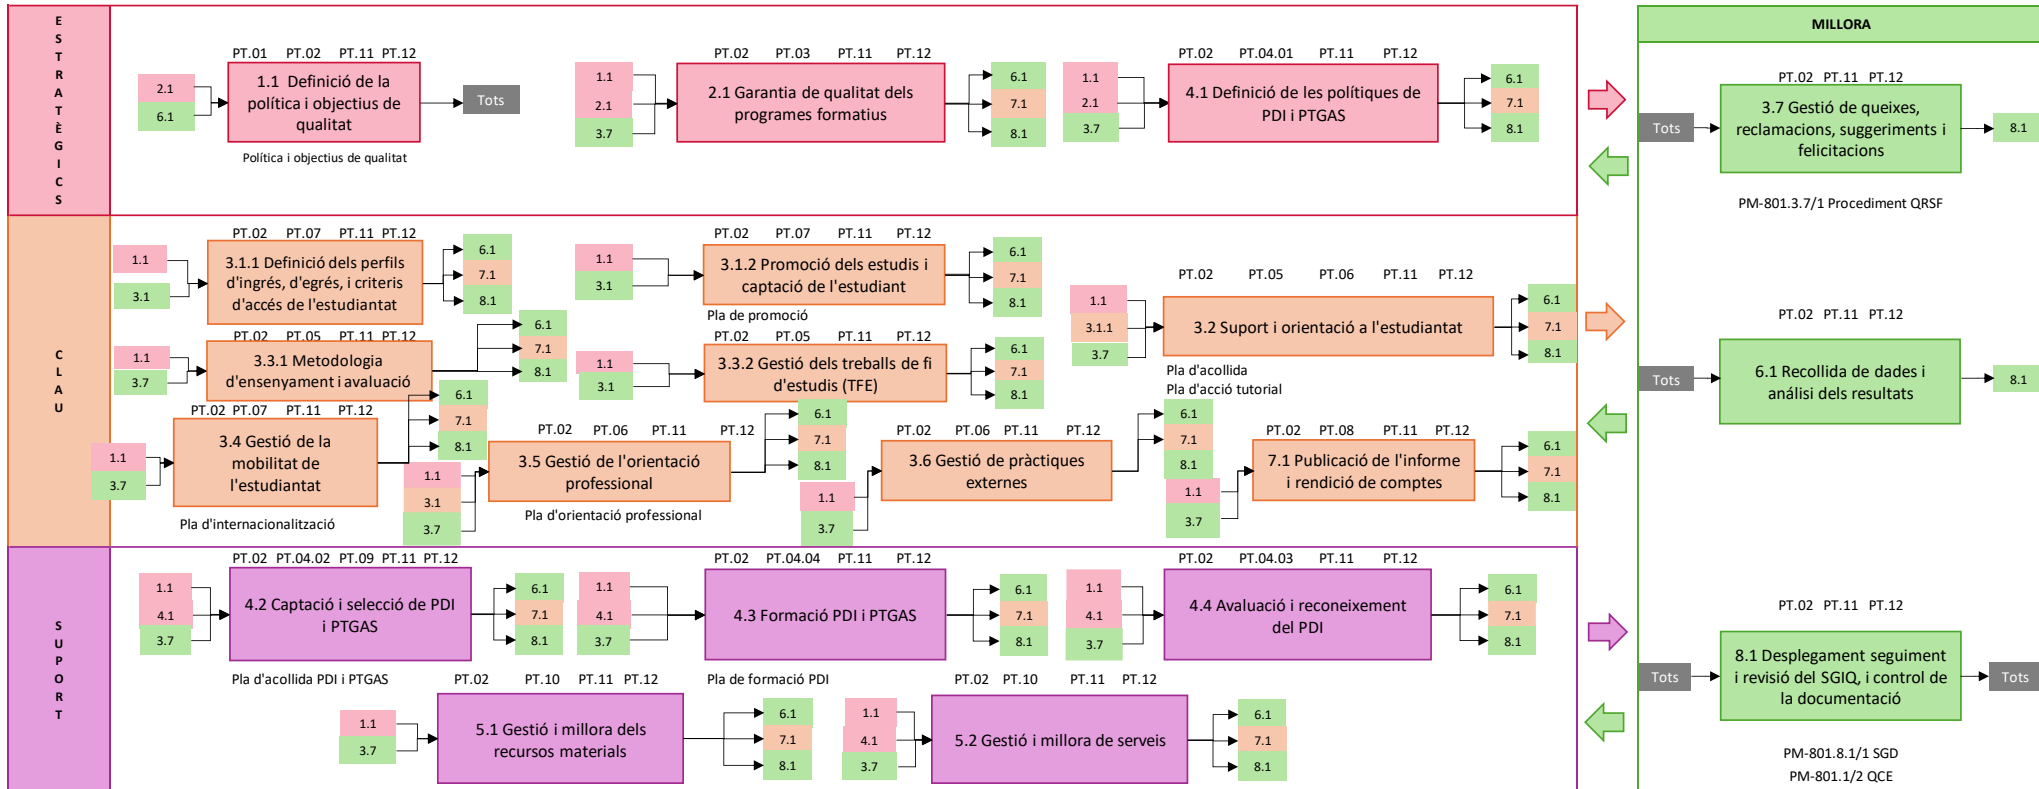 ESTRATÈGICS
PT.01 PT.02 PT.11 PT.12
2.1
6.1
1.1 Definició de la
política i objectius de
qualitat
Tots
Política i objectius de qualitat
PT.02 PT.03 PT.11 PT.12
1.1
2.1
3.7
2.1 Garantia de qualitat dels
programes formatius
6.1
7.1
8.1
PT.02 PT.04.01 PT.11 PT.12
1.1
2.1
3.7
4.1 Definició de les polítiques de
PDI i PTGAS
6.1
7.1
8.1
CLAU
PT.02 PT.07 PT.11 PT.12
1.1
3.1
3.1.1 Definició dels perfils
d'ingrés, d'egrés, i criteris
d'accés de l'estudiantat
6.1
7.1
8.1
PT.02 PT.07 PT.11 PT.12
1.1
3.1
3.1.2 Promoció dels estudis i
captació de l'estudiant
6.1
7.1
8.1
Pla de promoció
PT.02 PT.05 PT.06 PT.11 PT.12
1.1
3.1.1
3.7
3.2 Suport i orientació a l'estudiantat
6.1
7.1
8.1
Pla d'acollida
Pla d'acció tutorial
PT.02 PT.05 PT.11 PT.12
1.1
3.7
3.3.1 Metodologia
d'ensenyament i avaluació
6.1
7.1
8.1
PT.02 PT.05 PT.11 PT.12
1.1
3.1
3.3.2 Gestió dels treballs de fi
d'estudis (TFE)
6.1
7.1
8.1
PT.02 PT.07 PT.11 PT.12
1.1
3.7
3.4 Gestió de la
mobilitat de
l'estudiantat
6.1
7.1
8.1
Pla d'internacionalització
PT.02 PT.06 PT.11 PT.12
1.1
3.1
3.7
3.5 Gestió de l'orientació
professional
6.1
7.1
8.1
Pla d'orientació professional
PT.02 PT.06 PT.11 PT.12
1.1
3.7
3.6 Gestió de pràctiques
externes
6.1
7.1
8.1
PT.02 PT.08 PT.11 PT.12
1.1
3.7
7.1 Publicació de l'informe
i rendició de comptes
6.1
7.1
8.1
SUPORT
PT.02 PT.04.02 PT.09 PT.11 PT.12
1.1
4.1
3.7
4.2 Captació i selecció de PDI
i PTGAS
6.1
7.1
8.1
Pla d'acollida PDI i PTGAS
PT.02 PT.04.04 PT.11 PT.12
1.1
4.1
3.7
4.3 Formació PDI i PTGAS
6.1
7.1
8.1
Pla de formació PDI
PT.02 PT.04.03 PT.11 PT.12
1.1
4.1
3.7
4.4 Avaluació i reconeixement
del PDI
6.1
7.1
8.1
PT.02 PT.10 PT.11 PT.12
1.1
3.7
5.1 Gestió i millora dels
recursos materials
6.1
7.1
8.1
PT.02 PT.10 PT.11 PT.12
1.1
4.1
3.7
5.2 Gestió i millora de serveis
6.1
7.1
8.1
MILLORA
PT.02 PT.11 PT.12
Tots
3.7 Gestió de queixes,
reclamacions, suggeriments i
felicitacions
8.1
PM-801.3.7/1 Procediment QRSF
PT.02 PT.11 PT.12
Tots
6.1 Recollida de dades i
análisi dels resultats
8.1
PT.02 PT.11 PT.12
Tots
8.1 Desplegament seguiment
i revisió del SGIQ, i control de
la documentació
Tots
PM-801.8.1/1 SGD
PM-801.1/2 QCE